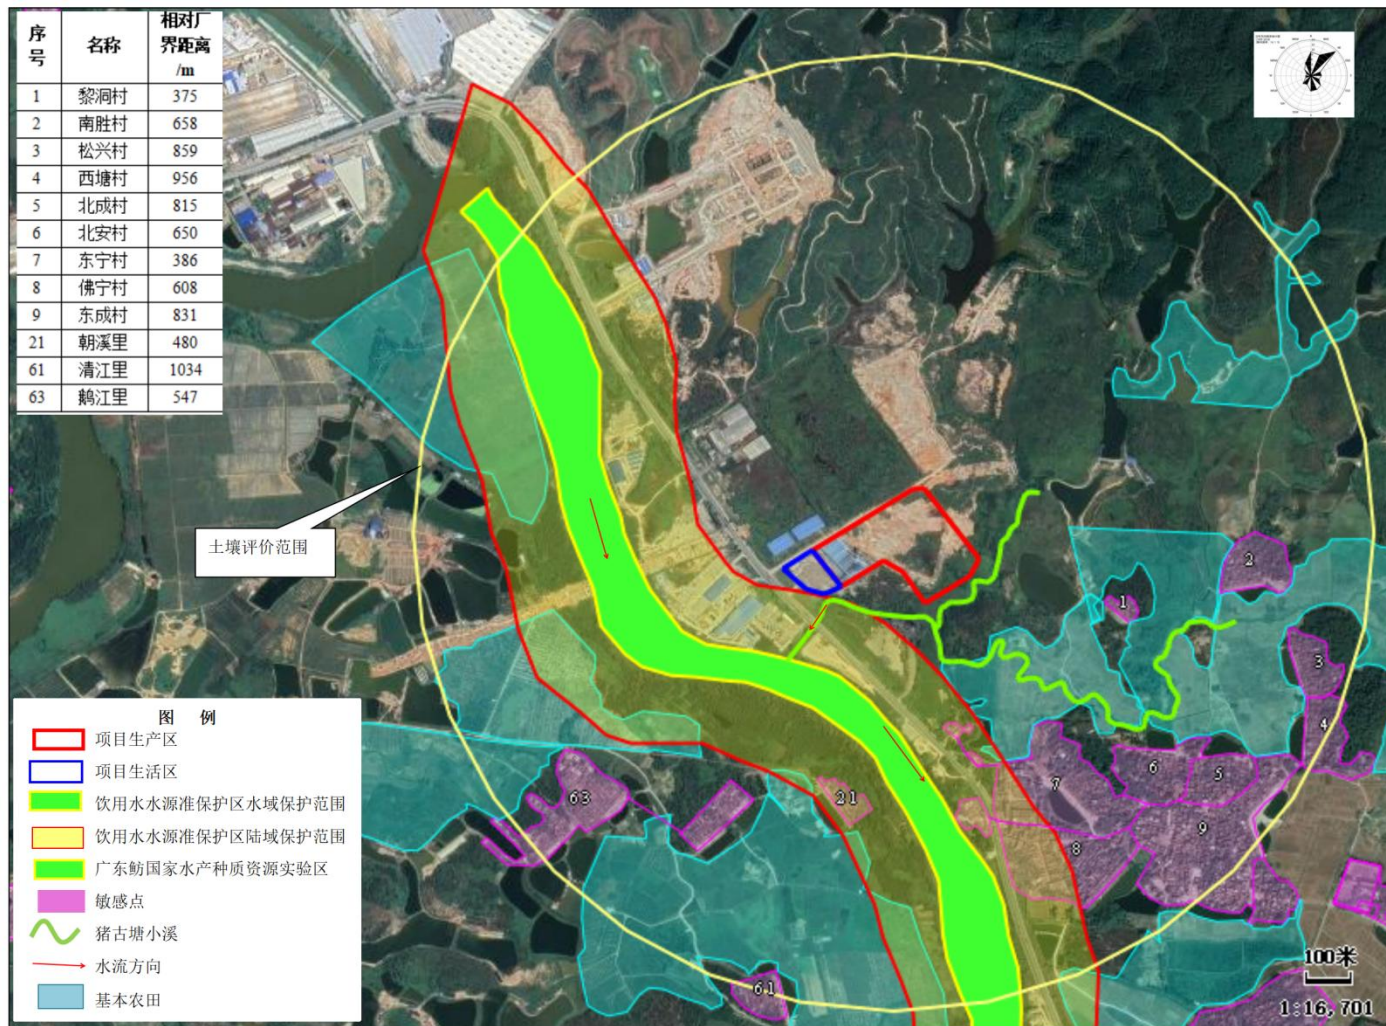 序号 名称 相对厂界距离/m
1 黎洞村 375
2 南胜村 658
3 松兴村 859
4 西塘村 956
5 北成村 815
6 北安村 650
7 东宁村 386
8 佛宁村 608
9 东成村 831
21 朝溪里 480
61 清江里 1034
63 鹅江里 547
土壤评价范围
1
2
3
4
5
6
7
8
9
21
63
61
图 例
项目生产区
项目生活区
饮用水水源准保护区水域保护范围
饮用水水源准保护区陆域保护范围
广东鲂国家水产种质资源实验区
敏感点
猪古塘小溪
水流方向
基本农田
100米
1:16,701